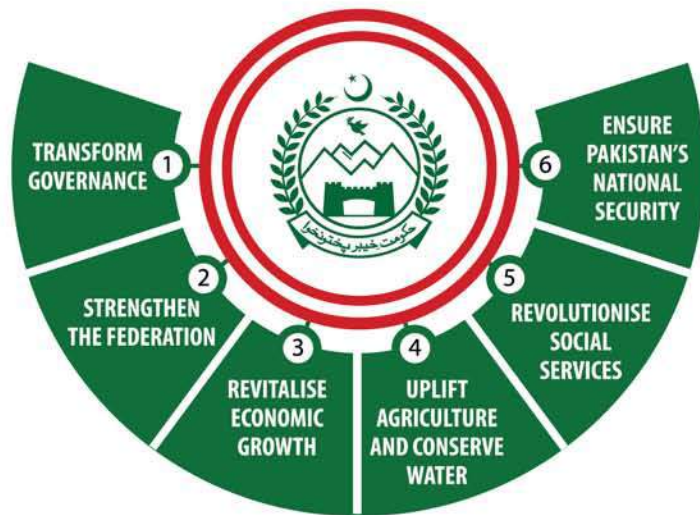 حکومت خیبر پختونخوا
1
TRANSFORM
GOVERNANCE
2
STRENGTHEN
THE FEDERATION
3
REVITALISE
ECONOMIC
GROWTH
4
UPLIFT
AGRICULTURE
AND CONSERVE
WATER
5
REVOLUTIONISE
SOCIAL
SERVICES
6
ENSURE
PAKISTAN'S
NATIONAL
SECURITY